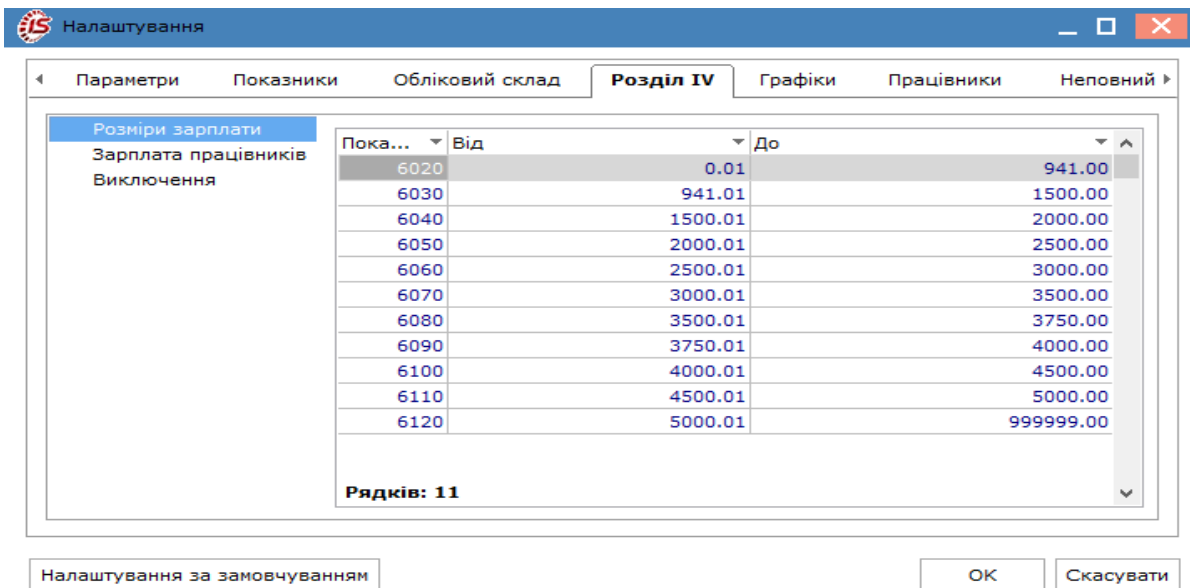 IS Налаштування
Параметри Показники Обліковий склад Розділ IV Графіки Працівники Неповний
Розміри зарплати
Зарплата працівників
Виключення
Пока... Від До
6020 0.01 941.00
6030 941.01 1500.00
6040 1500.01 2000.00
6050 2000.01 2500.00
6060 2500.01 3000.00
6070 3000.01 3500.00
6080 3500.01 3750.00
6090 3750.01 4000.00
6100 4000.01 4500.00
6110 4500.01 5000.00
6120 5000.01 999999.00
Рядків: 11
Налаштування за замовчуванням ОК Скасувати